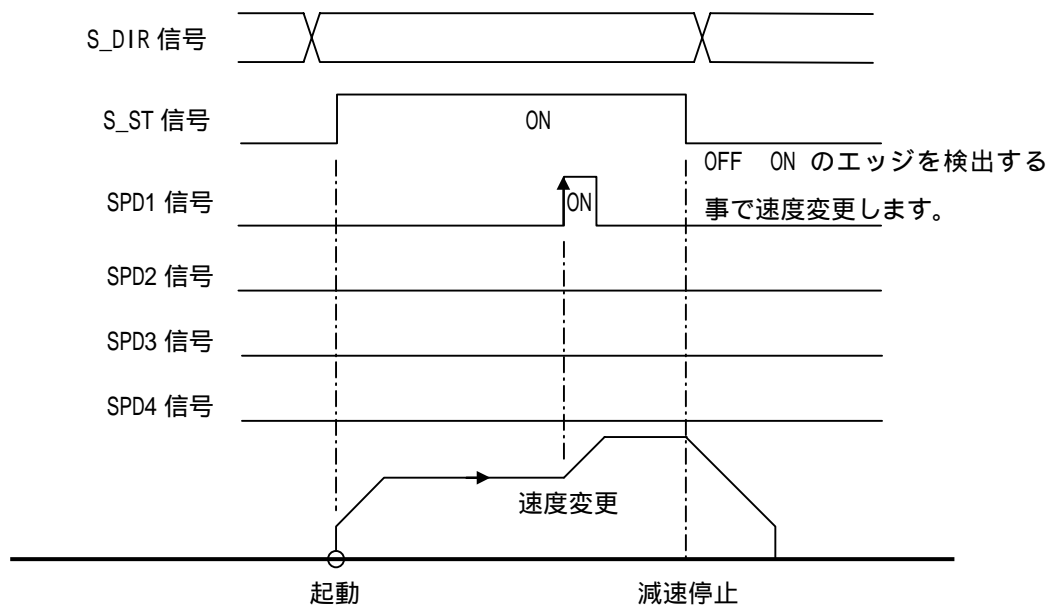 S_DIR 信号
S_ST 信号
ON
OFF ON のエッジを検出する
事で速度変更します。
SPD1 信号
ON
SPD2 信号
SPD3 信号
SPD4 信号
速度変更
起動
減速停止